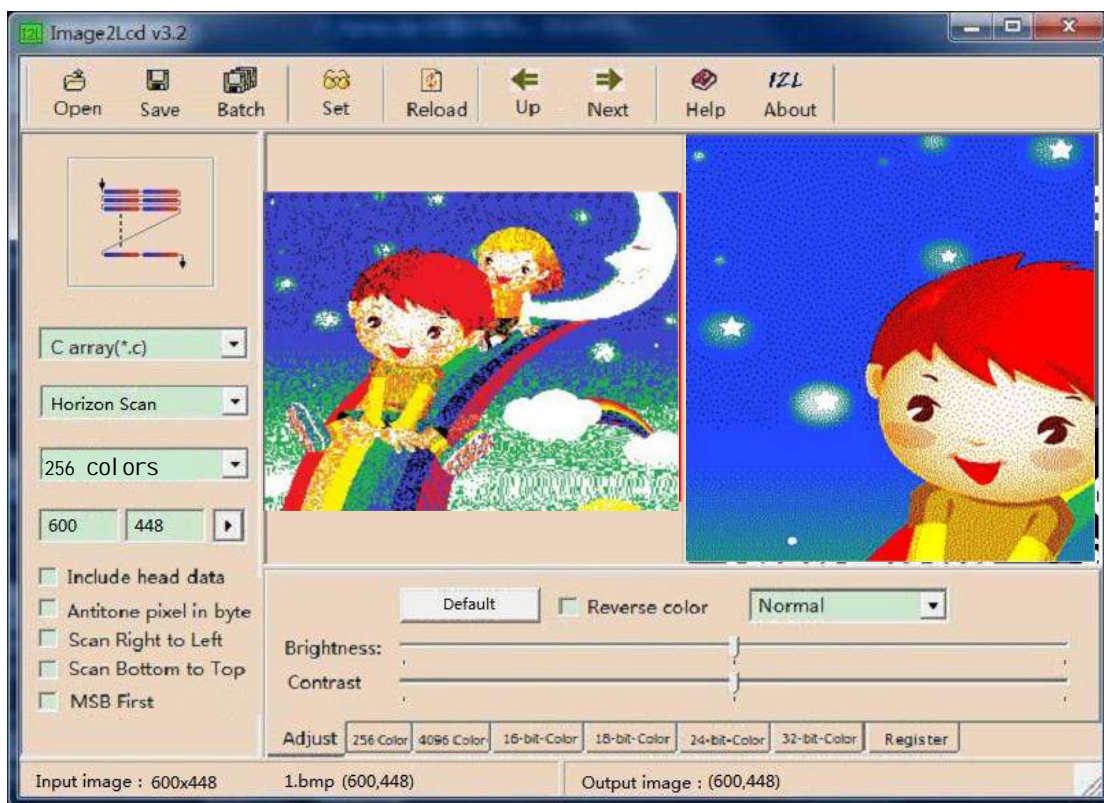 Image2Lcd v3.2
Open Save Batch Set Reload Up Next Help About
I2L
C array(*.c)
Horizon Scan
256 colors
600 448
Include head data
Antitone pixel in byte
Scan Right to Left
Scan Bottom to Top
MSB First
Default Reverse color Normal
Brightness:
Contrast
Adjust 256 Color 4096 Color 16-bit-Color 18-bit-Color 24-bit-Color 32-bit-Color Register
Input image : 600x448 1.bmp (600,448) Output image : (600,448)